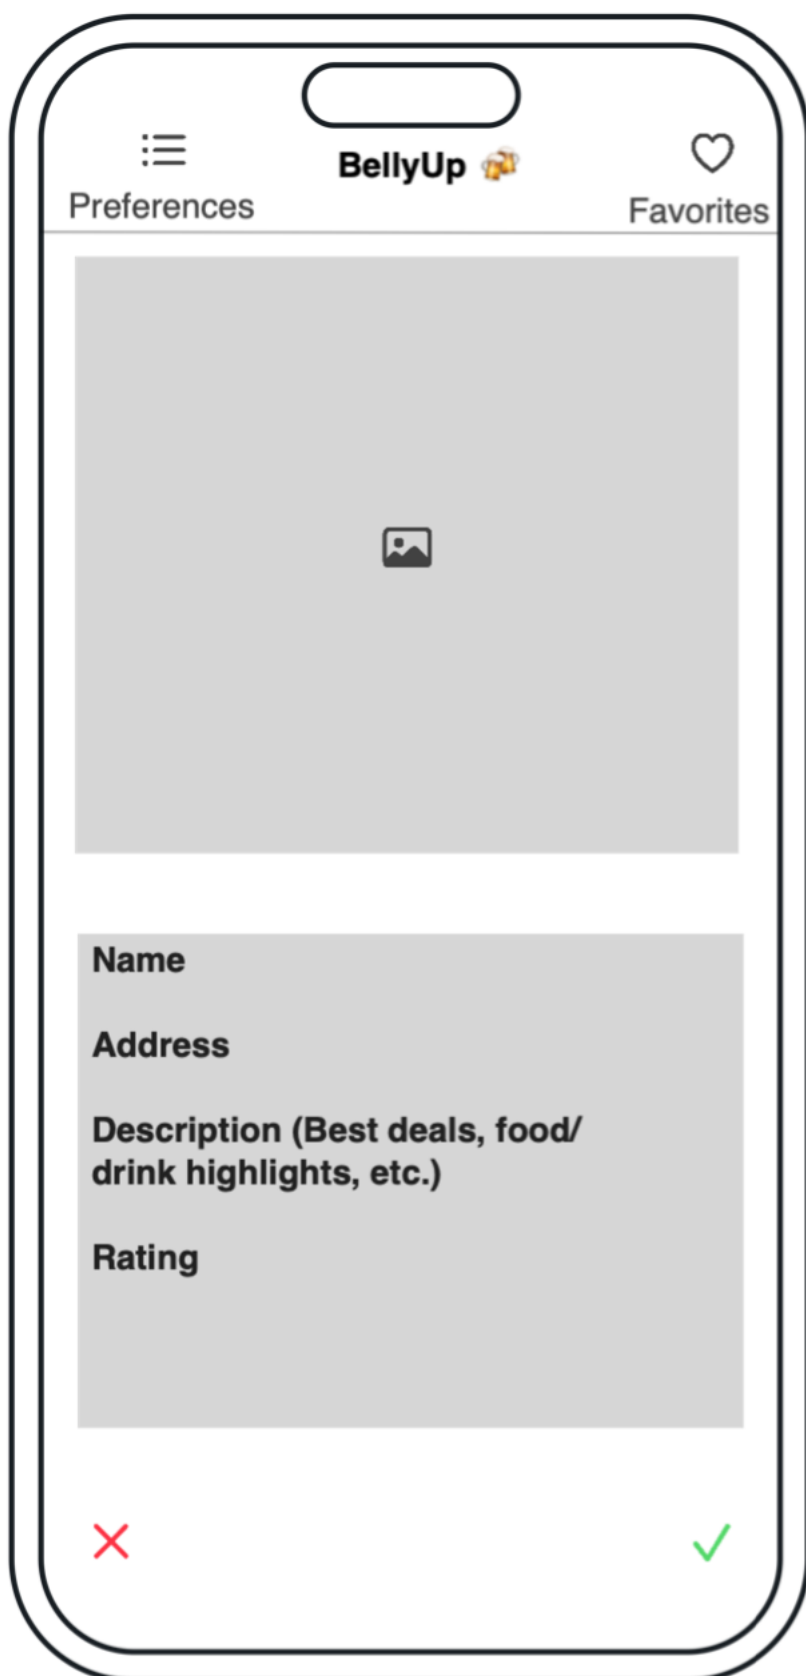 BellyUp 🍻
Preferences
Favorites
Name
Address
Description (Best deals, food/
drink highlights, etc.)
Rating